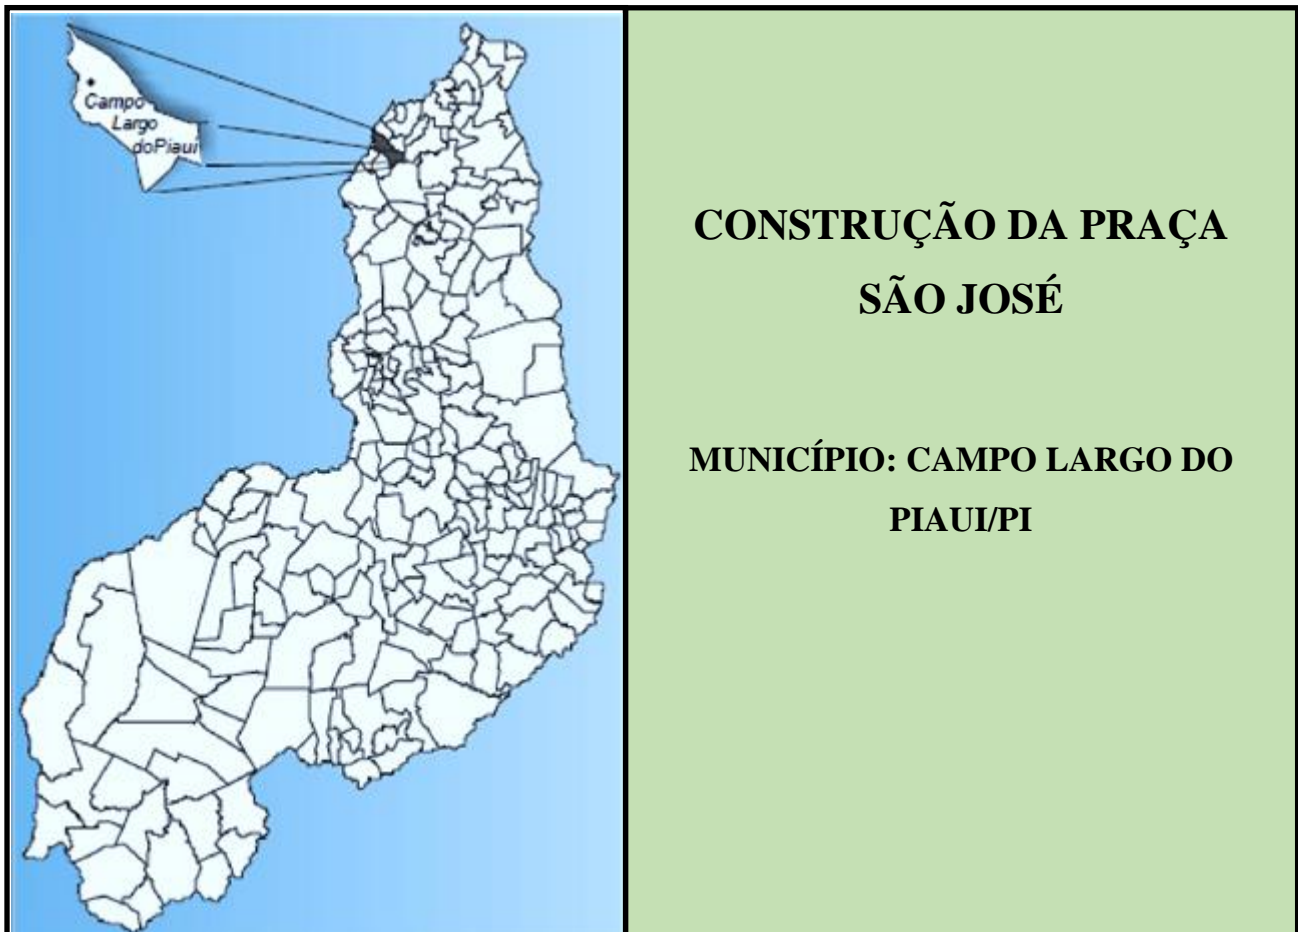 Campo
Largo
doPiauí
CONSTRUÇÃO DA PRAÇA
SÃO JOSÉ
MUNICÍPIO: CAMPO LARGO DO
PIAUI/PI